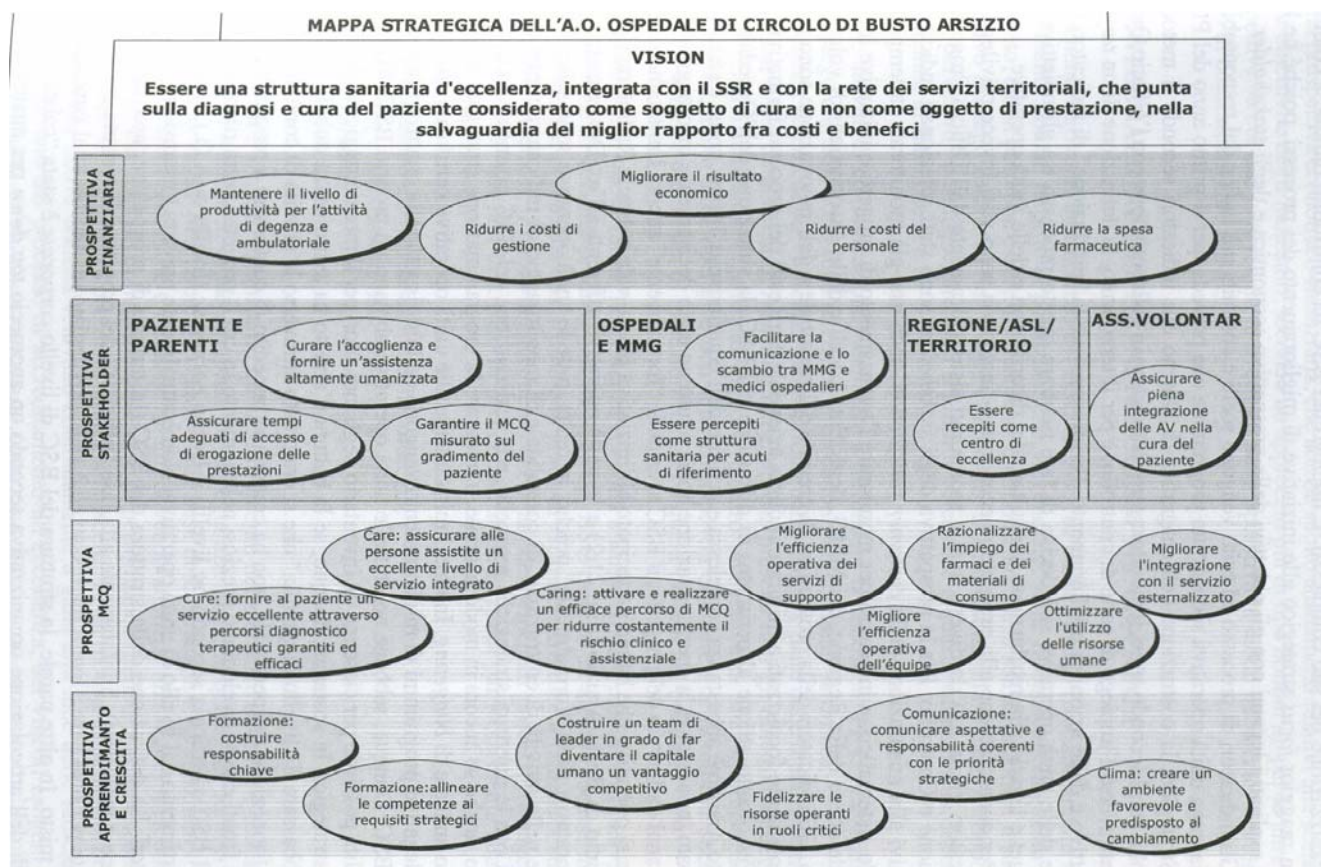 MAPPA STRATEGICA DELL'A.O. OSPEDALE DI CIRCOLO DI BUSTO ARSIZIO
VISION
Essere una struttura sanitaria d'eccellenza, integrata con il SSR e con la rete dei servizi territoriali, che punta
sulla diagnosi e cura del paziente considerato come soggetto di cura e non come oggetto di prestazione, nella
salvaguardia del miglior rapporto fra costi e benefici
PROSPETTIVA
FINANZIARIA
Mantenere il livello di
produttività per l'attività
di degenza e
ambulatoriale
Ridurre i costi di
gestione
Migliorare il risultato
economico
Ridurre i costi del
personale
Ridurre la spesa
farmaceutica
PROSPETTIVA
STAKEHOLDER
PAZIENTI E
PARENTI
Curare l'accoglienza e
fornire un'assistenza
altamente umanizzata
Assicurare tempi
adeguati di accesso e
di erogazione delle
prestazioni
Garantire il MCQ
misurato sul
gradimento del
paziente
OSPEDALI
E MMG
Facilitare la
comunicazione e lo
scambio tra MMG e
medici ospedalieri
Essere percepiti
come struttura
sanitaria per acuti
di riferimento
REGIONE/ASL/
TERRITORIO
Essere
recepiti come
centro di
eccellenza
ASS.VOLONTAR
Assicurare
piena
integrazione
delle AV nella
cura del
paziente
PROSPETTIVA
MCQ
Cure: fornire al paziente un
servizio eccellente attraverso
percorsi diagnostico
terapeutici garantiti ed
efficaci
Care: assicurare alle
persone assistite un
eccellente livello di
servizio integrato
Caring: attivare e realizzare
un efficace percorso di MCQ
per ridurre costantemente il
rischio clinico e
assistenziale
Migliorare
l'efficienza
operativa dei
servizi di
supporto
Migliore
l'efficienza
operativa
dell'équipe
Razionalizzare
l'impiego dei
farmaci e dei
materiali di
consumo
Ottimizzare
l'utilizzo
delle risorse
umane
Migliorare
l'integrazione
con il servizio
esternalizzato
PROSPETTIVA
APPRENDIMANTO
E CRESCITA
Formazione:
costruire
responsabilità
chiave
Formazione:allineare
le competenze ai
requisiti strategici
Costruire un team di
leader in grado di far
diventare il capitale
umano un vantaggio
competitivo
Fidelizzare le
risorse operanti
in ruoli critici
Comunicazione:
comunicare aspettative e
responsabilità coerenti
con le priorità
strategiche
Clima: creare un
ambiente
favorevole e
predisposto al
cambiamento